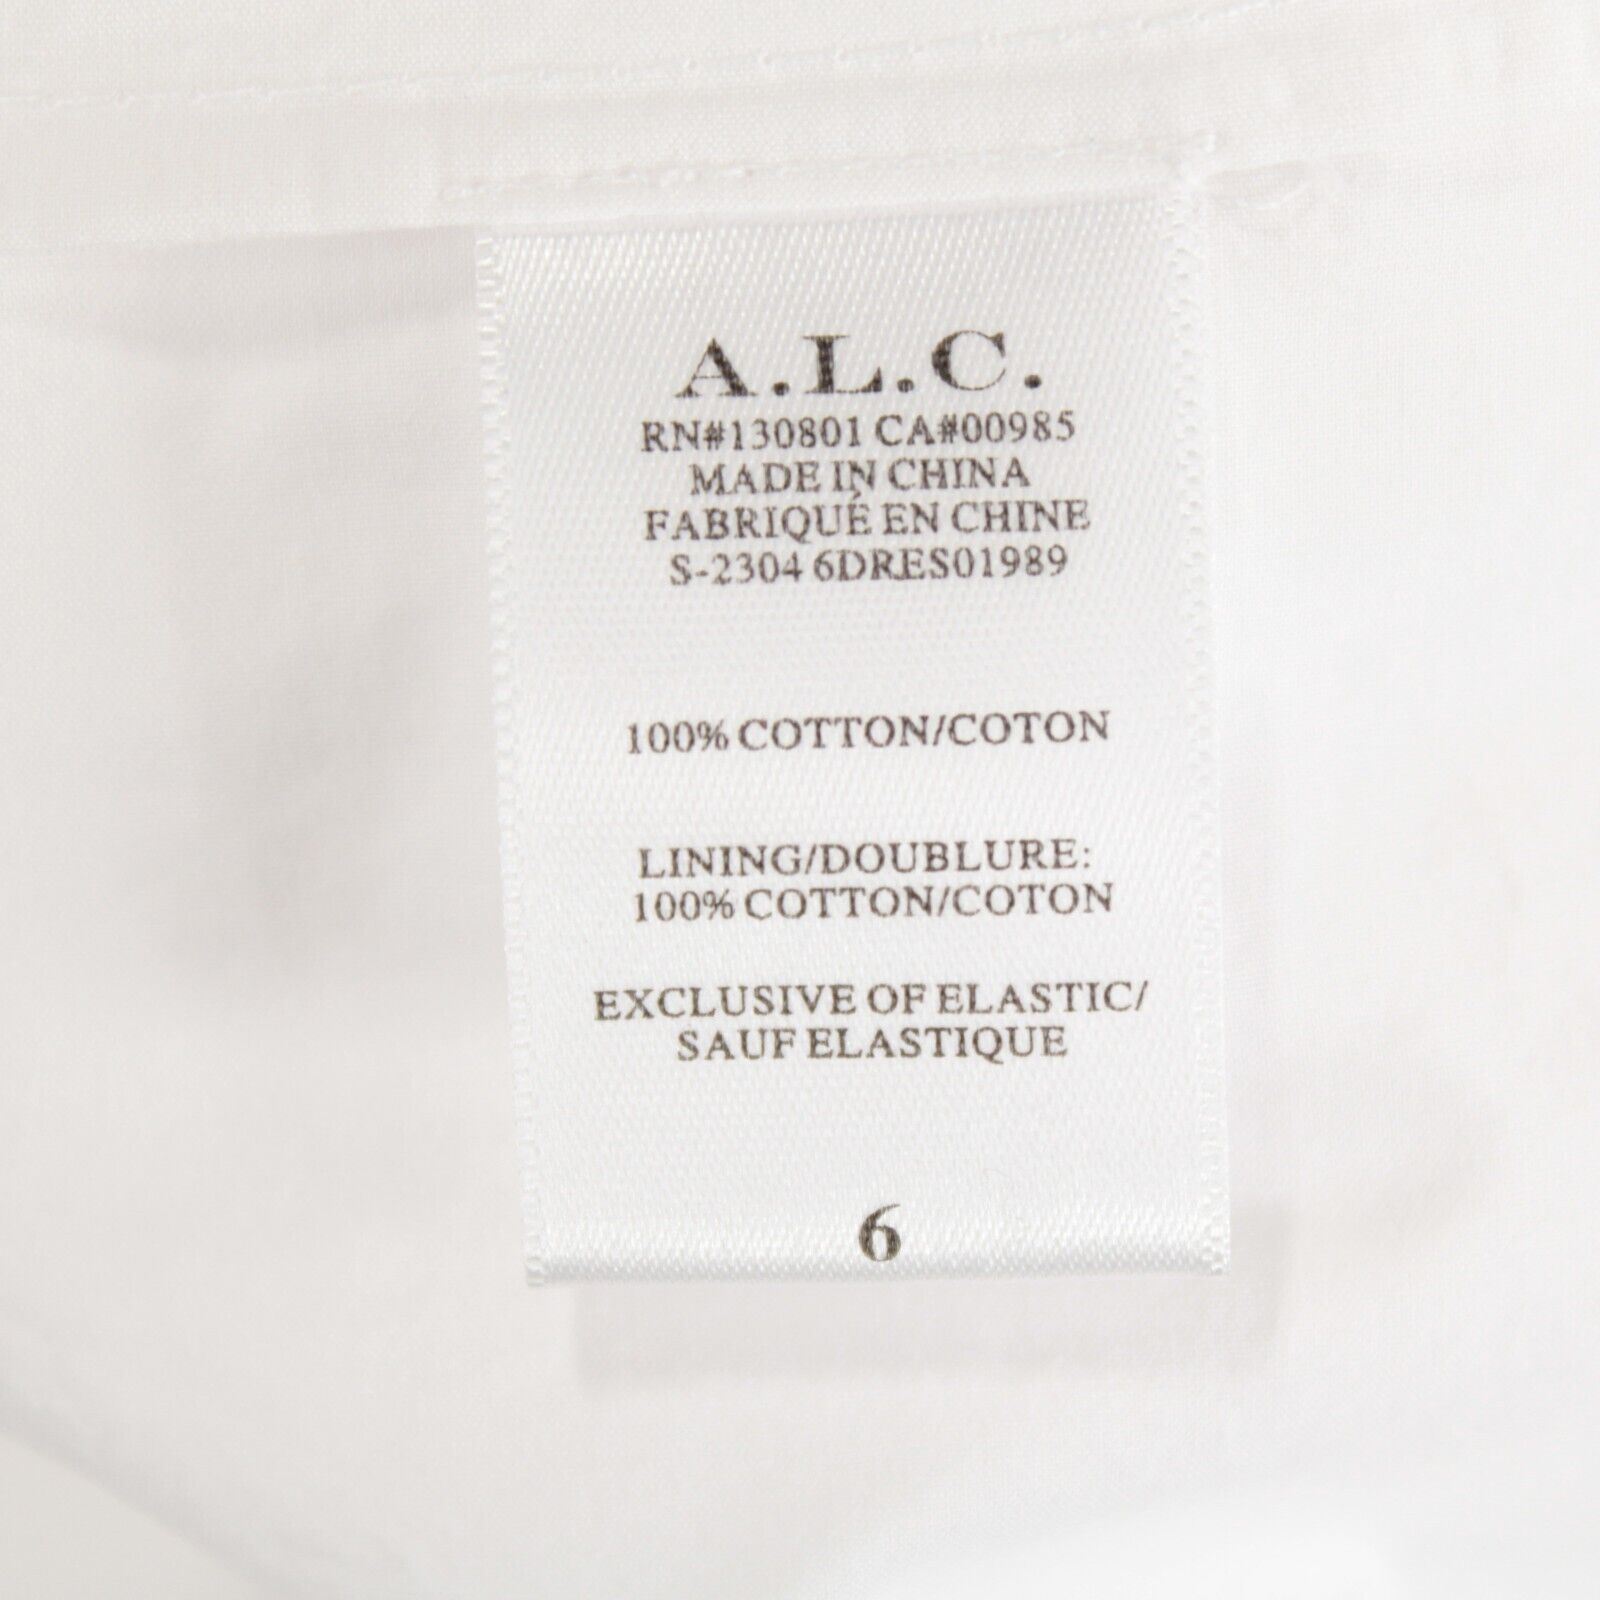 A.L.C.
RN#130801 CA#00985
MADE IN CHINA
FABRIQUÉ EN CHINE
S-2304 6DRES01989
100% COTTON/COTON
LINING/DOUBLURE:
100% COTTON/COTON
EXCLUSIVE OF ELASTIC/
SAUF ELASTIQUE
6